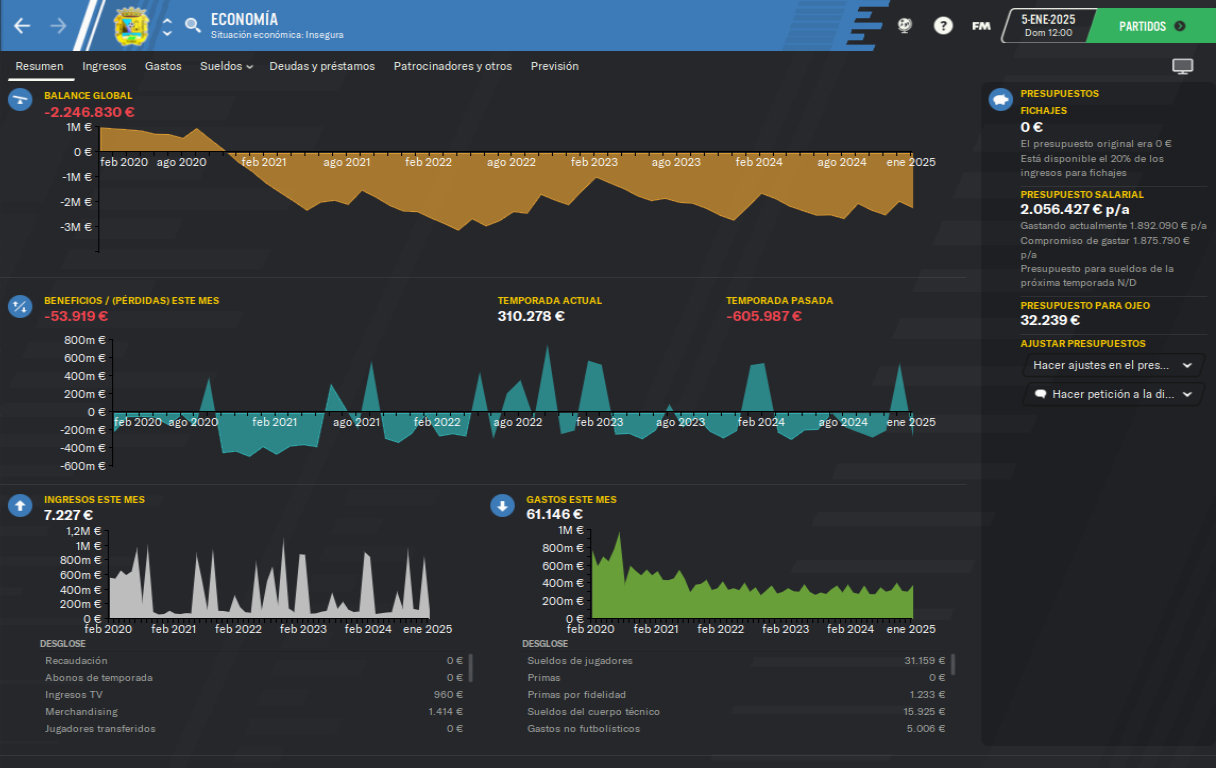 ECONOMÍA
Situación económica: Insegura
?
FM
5-ENE-2025
Dom 12:00
PARTIDOS
Resumen
Ingresos
Gastos
Sueldos
Deudas y préstamos
Patrocinadores y otros
Previsión
BALANCE GLOBAL
-2.246.830 €
1M €
0 €
-1M €
-2M €
-3M €
feb 2020
ago 2020
feb 2021
ago 2021
feb 2022
ago 2022
feb 2023
ago 2023
feb 2024
ago 2024
ene 2025
BENEFICIOS / (PÉRDIDAS) ESTE MES
-53.919 €
TEMPORADA ACTUAL
310.278 €
TEMPORADA PASADA
-605.987 €
800m €
600m €
400m €
200m €
0 €
-200m €
-400m €
-600m €
feb 2020
ago 2020
feb 2021
ago 2021
feb 2022
ago 2022
feb 2023
ago 2023
feb 2024
ago 2024
ene 2025
INGRESOS ESTE MES
7.227 €
1,2M €
1M €
800m €
600m €
400m €
200m €
0 €
feb 2020
feb 2021
feb 2022
feb 2023
feb 2024
ene 2025
DESGLOSE
Recaudación 0 €
Abonos de temporada 0 €
Ingresos TV 960 €
Merchandising 1.414 €
Jugadores transferidos 0 €
GASTOS ESTE MES
61.146 €
1M €
800m €
600m €
400m €
200m €
0 €
feb 2020
feb 2021
feb 2022
feb 2023
feb 2024
ene 2025
DESGLOSE
Sueldos de jugadores 31.159 €
Primas 0 €
Primas por fidelidad 1.233 €
Sueldos del cuerpo técnico 15.925 €
Gastos no futbolísticos 5.006 €
PRESUPUESTOS
FICHAJES
0 €
El presupuesto original era 0 €
Está disponible el 20% de los
ingresos para fichajes
PRESUPUESTO SALARIAL
2.056.427 € p/a
Gastando actualmente 1.892.090 € p/a
Compromiso de gastar 1.875.790 €
p/a
Presupuesto para sueldos de la
próxima temporada N/D
PRESUPUESTO PARA OJEO
32.239 €
AJUSTAR PRESUPUESTOS
Hacer ajustes en el pres...
Hacer petición a la di...